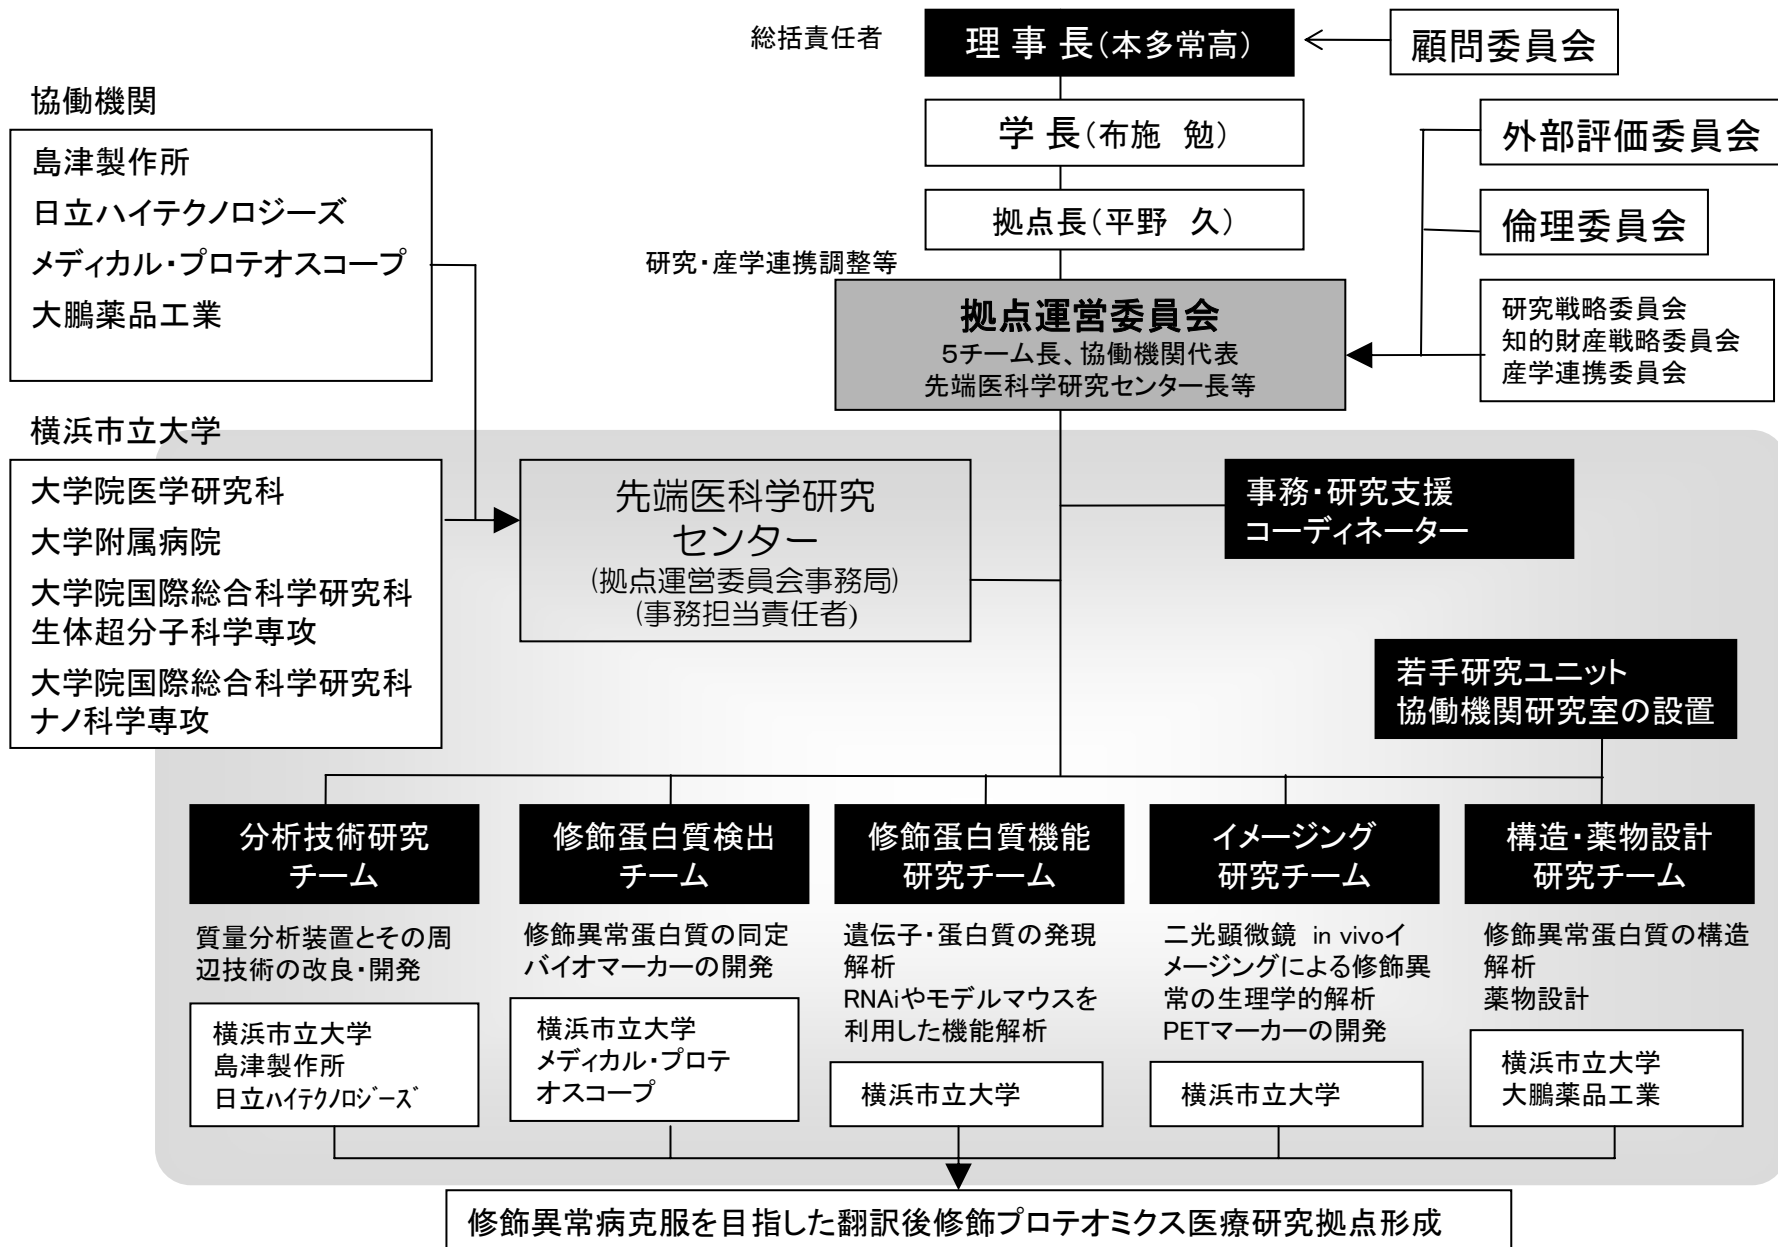 総括責任者
理 事 長(本多常高)
顧問委員会
学 長(布施 勉)
拠点長(平野 久)
研究・産学連携調整等
拠点運営委員会
5チーム長、協働機関代表
先端医科学研究センター長等
外部評価委員会
倫理委員会
研究戦略委員会
知的財産戦略委員会
産学連携委員会
協働機関
島津製作所
日立ハイテクノロジーズ
メディカル・プロテオスコープ
大鵬薬品工業
横浜市立大学
大学院医学研究科
大学附属病院
大学院国際総合科学研究科
生体超分子科学専攻
大学院国際総合科学研究科
ナノ科学専攻
先端医科学研究
センター
(拠点運営委員会事務局)
(事務担当責任者)
事務・研究支援
コーディネーター
若手研究ユニット
協働機関研究室の設置
分析技術研究
チーム
質量分析装置とその周
辺技術の改良・開発
横浜市立大学
島津製作所
日立ハイテクノロジーズ
修飾蛋白質検出
チーム
修飾異常蛋白質の同定
バイオマーカーの開発
横浜市立大学
メディカル・プロテ
オスコープ
修飾蛋白質機能
研究チーム
遺伝子・蛋白質の発現
解析
RNAiやモデルマウスを
利用した機能解析
横浜市立大学
イメージング
研究チーム
二光顕微鏡 in vivoイ
メージングによる修飾異
常の生理学的解析
PETマーカーの開発
横浜市立大学
構造・薬物設計
研究チーム
修飾異常蛋白質の構造
解析
薬物設計
横浜市立大学
大鵬薬品工業
修飾異常病克服を目指した翻訳後修飾プロテオミクス医療研究拠点形成